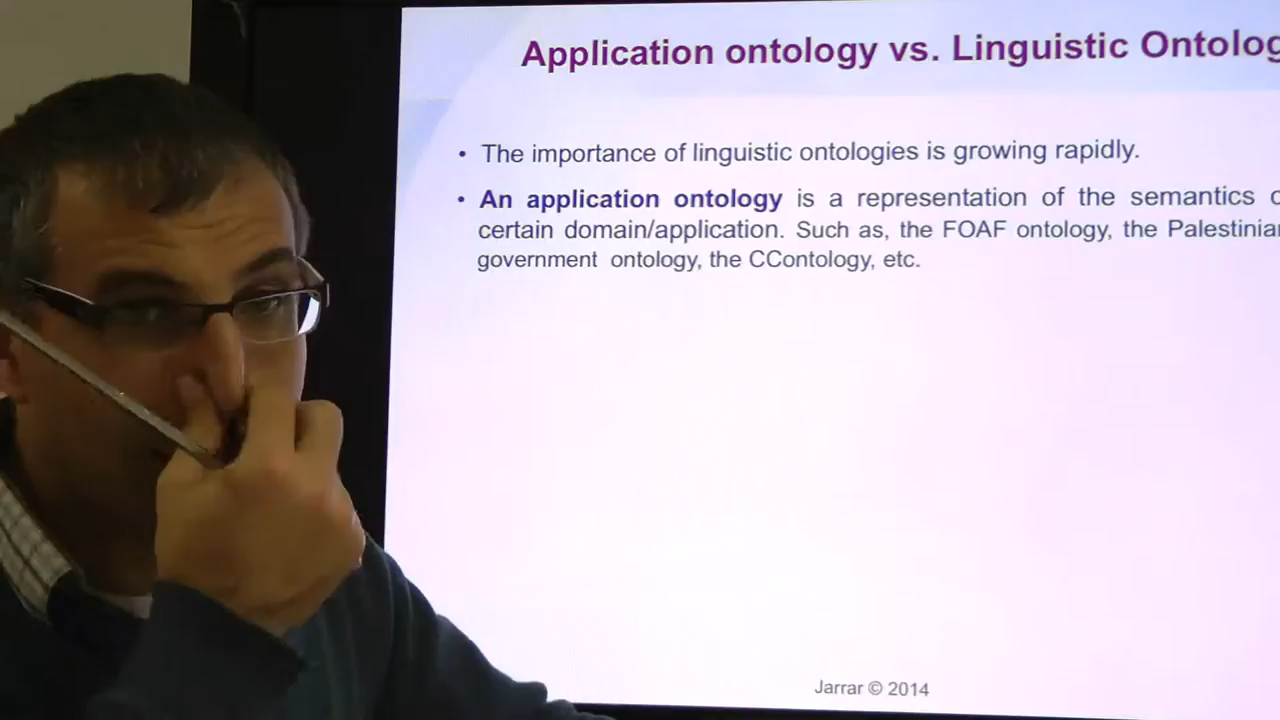 Application ontology vs. Linguistic Ontolog
• The importance of linguistic ontologies is growing rapidly.
• An application ontology is a representation of the semantics
certain domain/application. Such as, the FOAF ontology, the Palestinian
government ontology, the CContology, etc.
Jarrar © 2014